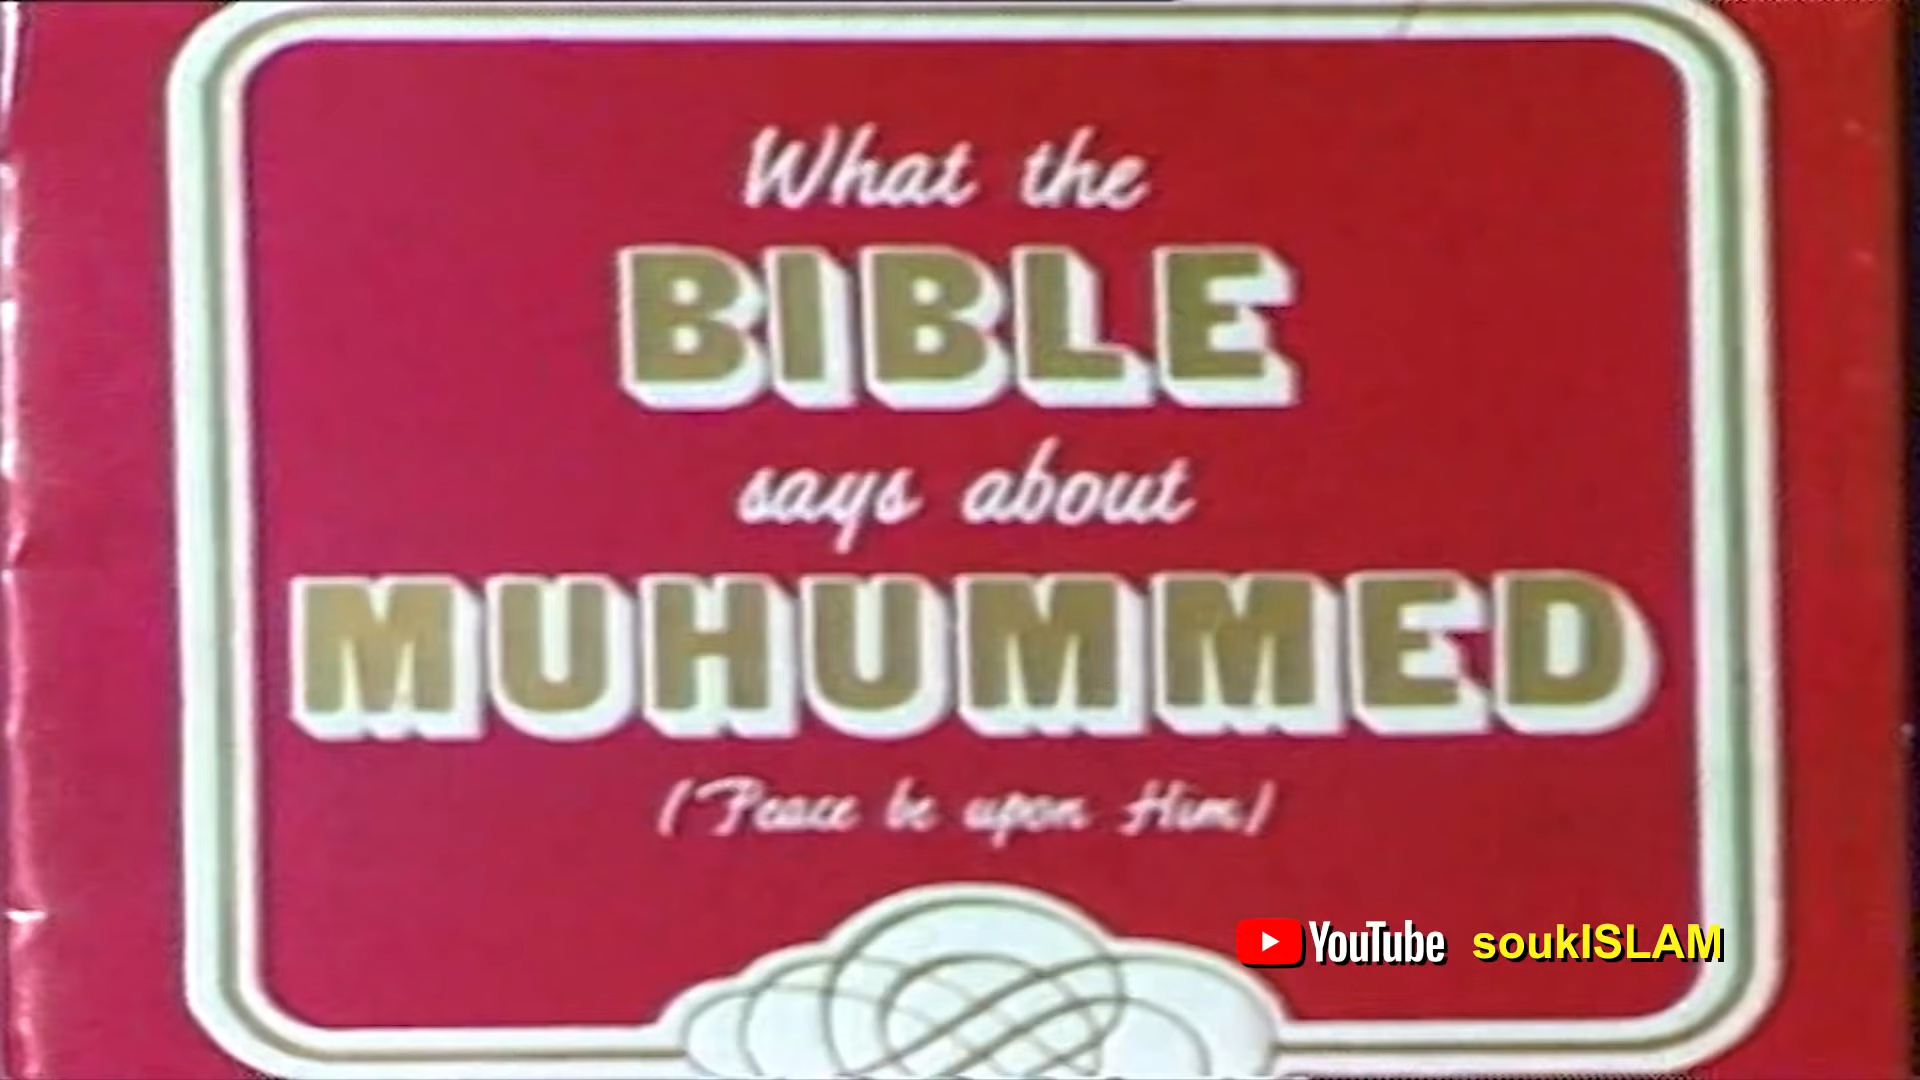 What the
BIBLE
says about
MUHUMMED
(Peace be upon Him)
YouTube soukISLAM